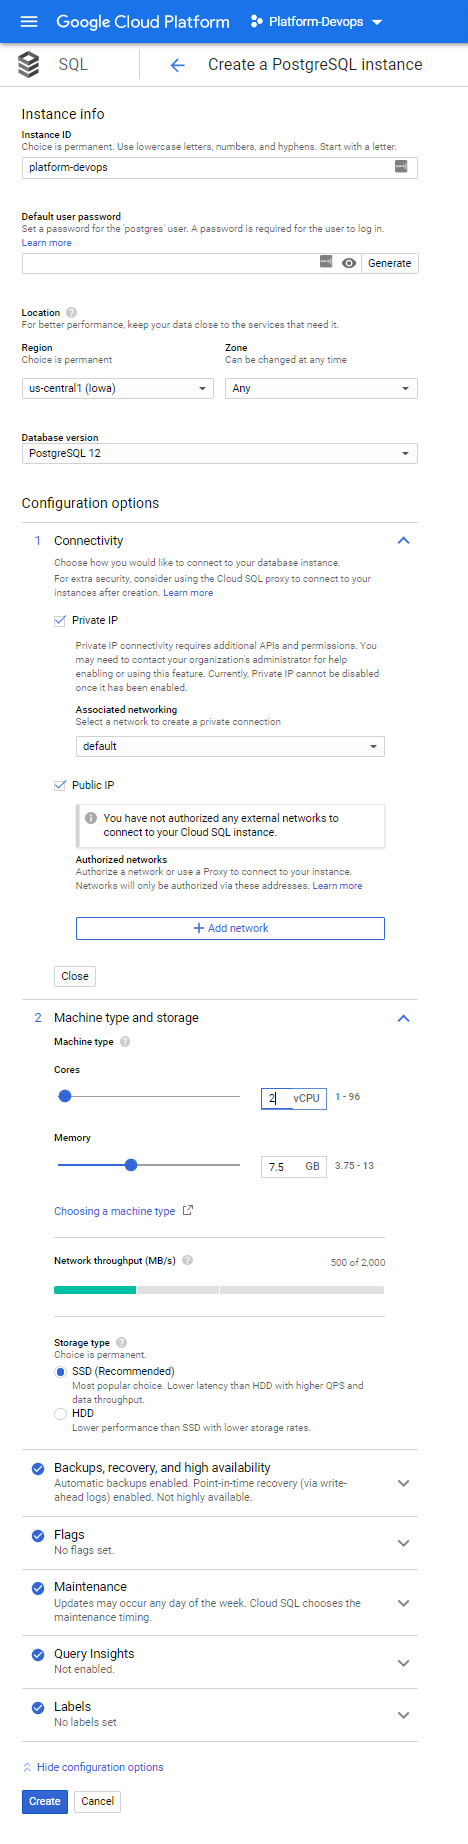 Google Cloud Platform Platform-Devops
SQL Create a PostgreSQL instance
Instance info
Instance ID
Choice is permanent. Use lowercase letters, numbers, and hyphens. Start with a letter.
platform-devops
Default user password
Set a password for the 'postgres' user. A password is required for the user to log in.
Learn more
Generate
Location
For better performance, keep your data close to the services that need it.
Region Zone
Choice is permanent Can be changed at any time
us-central1 (Iowa) Any
Database version
PostgreSQL 12
Configuration options
1 Connectivity
Choose how you would like to connect to your database instance.
For extra security, consider using the Cloud SQL proxy to connect to your
instances after creation. Learn more
Private IP
Private IP connectivity requires additional APIs and permissions. You
may need to contact your organization's administrator for help
enabling or using this feature. Currently, Private IP cannot be disabled
once it has been enabled.
Associated networking
Select a network to create a private connection
default
Public IP
You have not authorized any external networks to
connect to your Cloud SQL instance.
Authorized networks
Authorize a network or use a Proxy to connect to your instance.
Networks will only be authorized via these addresses. Learn more
+ Add network
Close
2 Machine type and storage
Machine type
Cores
2 vCPU 1 - 96
Memory
7.5 GB 3.75 - 13
Choosing a machine type
Network throughput (MB/s) 500 of 2,000
Storage type
Choice is permanent.
SSD (Recommended)
Most popular choice. Lower latency than HDD with higher QPS and
data throughput.
HDD
Lower performance than SSD with lower storage rates.
Backups, recovery, and high availability
Automatic backups enabled. Point-in-time recovery (via write-
ahead logs) enabled. Not highly available.
Flags
No flags set.
Maintenance
Updates may occur any day of the week. Cloud SQL chooses the
maintenance timing.
Query Insights
Not enabled.
Labels
No labels set
Hide configuration options
Create Cancel